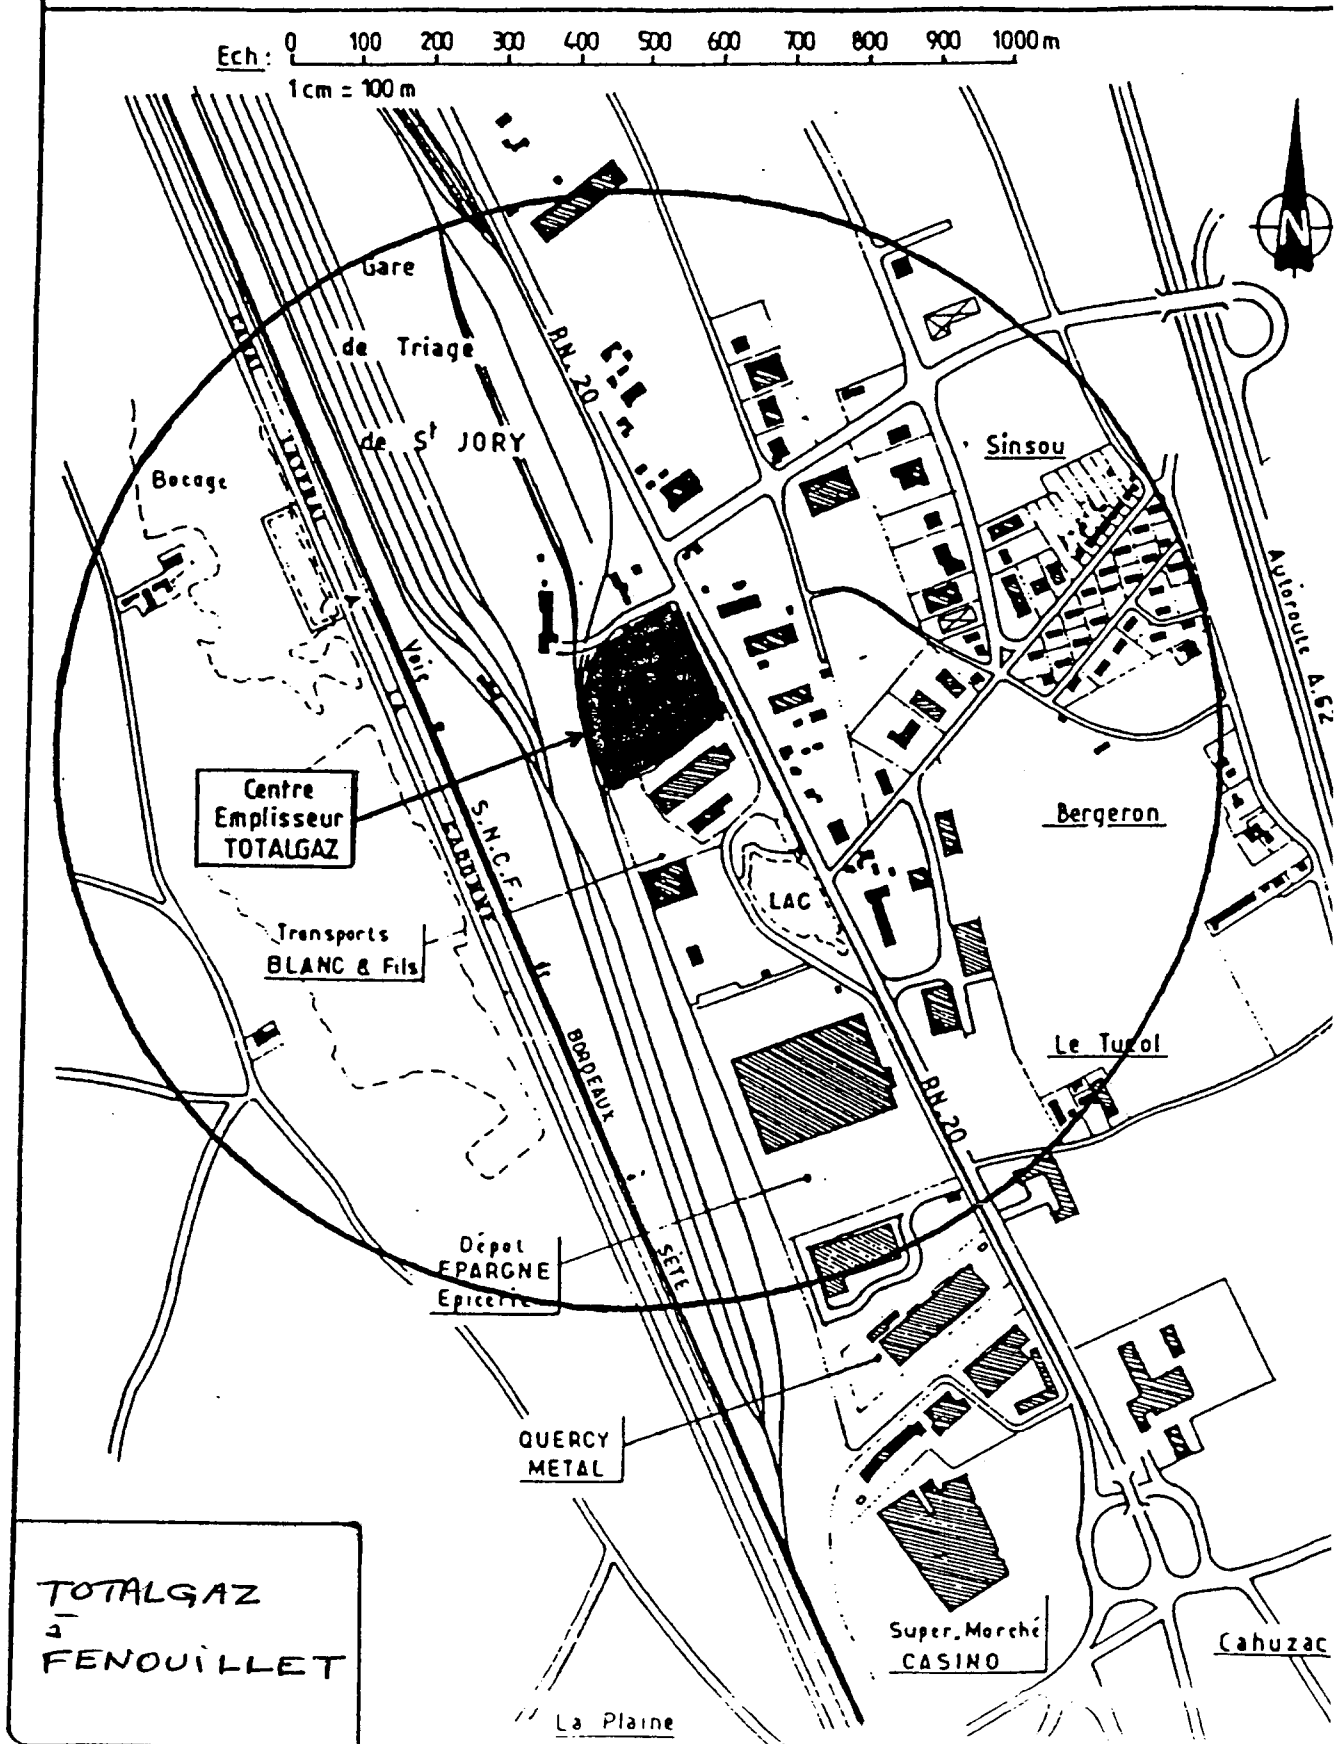 Ech : 0 100 200 300 400 500 600 700 800 900 1000 m
1 cm = 100 m
N
Gare
de Triage
de St JORY
RN. 20
Sinsou
Bocage
Autoroute A.62
Voie
S.N.C.F.
BORDEAUX
SETE
Centre
Emplisseur
TOTALGAZ
Bergeron
LAC
Transports
BLANC & Fils
Le Tucol
RN. 20
Dépot
EPARGNE
Epicerie
QUERCY
METAL
TOTALGAZ
à
FENOUILLET
Super-Marché
CASINO
Cahuzac
La Plaine